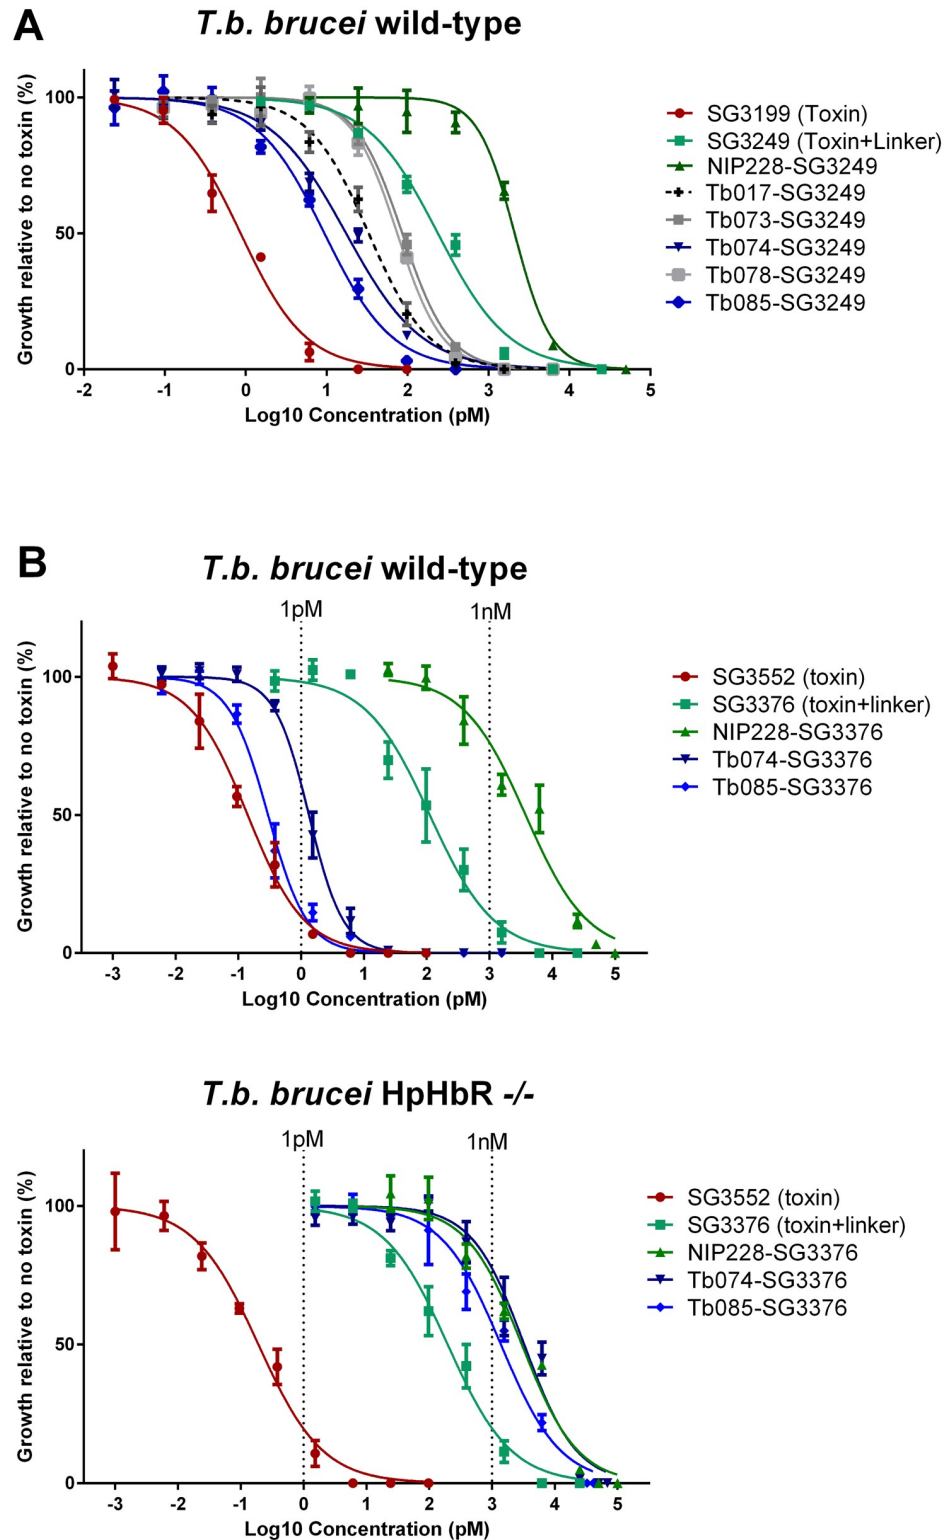 A
T.b. brucei wild-type
Growth relative to no toxin (%)
100
50
0
-2 -1 0 1 2 3 4 5
Log10 Concentration (pM)
SG3199 (Toxin)
SG3249 (Toxin+Linker)
NIP228-SG3249
Tb017-SG3249
Tb073-SG3249
Tb074-SG3249
Tb078-SG3249
Tb085-SG3249
B
T.b. brucei wild-type
1pM 1nM
Growth relative to no toxin (%)
100
50
0
-3 -2 -1 0 1 2 3 4 5
Log10 Concentration (pM)
SG3552 (toxin)
SG3376 (toxin+linker)
NIP228-SG3376
Tb074-SG3376
Tb085-SG3376
T.b. brucei HpHbR -/-
1pM 1nM
Growth relative to no toxin (%)
100
50
0
-3 -2 -1 0 1 2 3 4 5
Log10 Concentration (pM)
SG3552 (toxin)
SG3376 (toxin+linker)
NIP228-SG3376
Tb074-SG3376
Tb085-SG3376